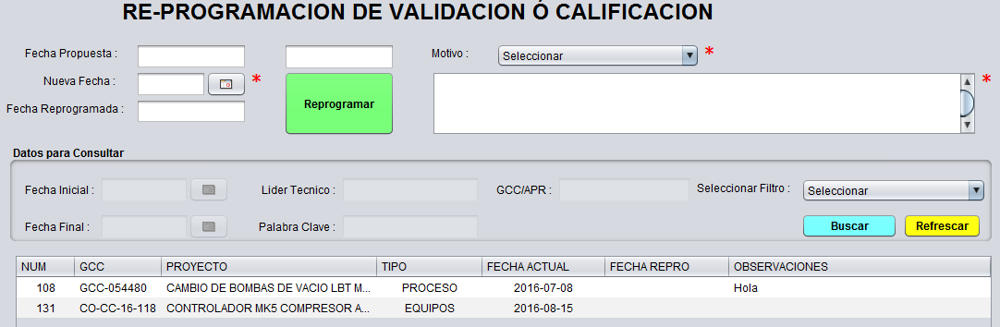 RE-PROGRAMACION DE VALIDACION Ó CALIFICACION
Fecha Propuesta : Motivo : Seleccionar *
Nueva Fecha : * *
Reprogramar
Fecha Reprogramada :
Datos para Consultar
Fecha Inicial : Lider Tecnico : GCC/APR : Seleccionar Filtro : Seleccionar
Fecha Final : Palabra Clave : Buscar Refrescar
NUM GCC PROYECTO TIPO FECHA ACTUAL FECHA REPRO OBSERVACIONES
108 GCC-054480 CAMBIO DE BOMBAS DE VACIO LBT M... PROCESO 2016-07-08 Hola
131 CO-CC-16-118 CONTROLADOR MK5 COMPRESOR A... EQUIPOS 2016-08-15